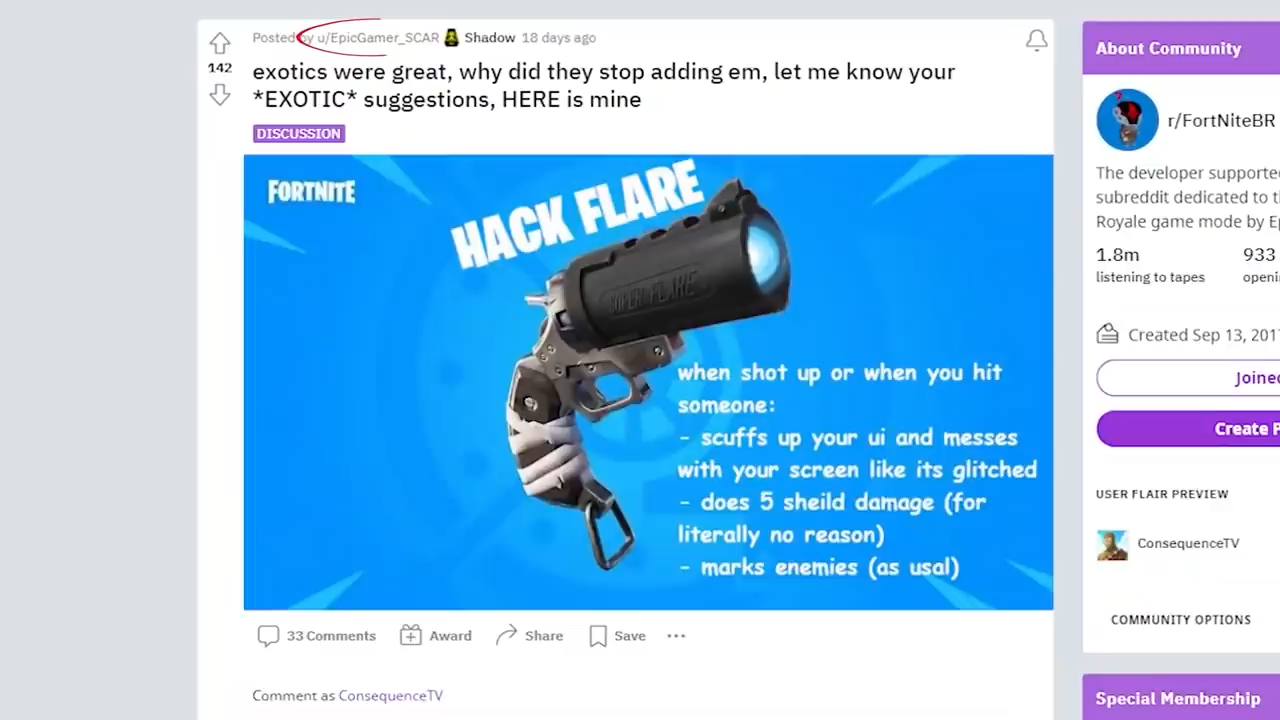 Posted by u/EpicGamer_SCAR Shadow 18 days ago
142
exotics were great, why did they stop adding em, let me know your
*EXOTIC* suggestions, HERE is mine
DISCUSSION
FORTNITE
HACK FLARE
when shot up or when you hit
someone:
- scuffs up your ui and messes
with your screen like its glitched
- does 5 sheild damage (for
literally no reason)
- marks enemies (as usal)
33 Comments
Award
Share
Save
Comment as ConsequenceTV
About Community
r/FortNiteBR
The developer supporte
subreddit dedicated to t
Royale game mode by E
1.8m
933
listening to tapes
openi
Created Sep 13, 201
Joine
Create P
USER FLAIR PREVIEW
ConsequenceTV
COMMUNITY OPTIONS
Special Membership